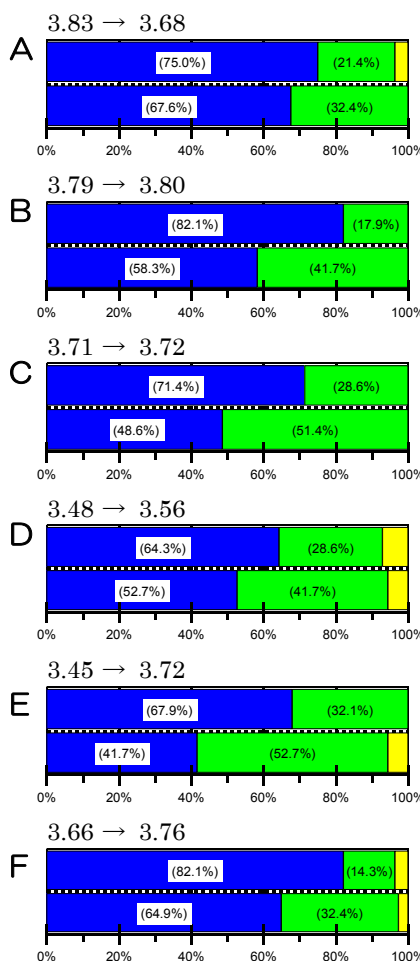 3.83 → 3.68
A
(75.0%) (21.4%)
(67.6%) (32.4%)
0% 20% 40% 60% 80% 100%
3.79 → 3.80
B
(82.1%) (17.9%)
(58.3%) (41.7%)
0% 20% 40% 60% 80% 100%
3.71 → 3.72
C
(71.4%) (28.6%)
(48.6%) (51.4%)
0% 20% 40% 60% 80% 100%
3.48 → 3.56
D
(64.3%) (28.6%)
(52.7%) (41.7%)
0% 20% 40% 60% 80% 100%
3.45 → 3.72
E
(67.9%) (32.1%)
(41.7%) (52.7%)
0% 20% 40% 60% 80% 100%
3.66 → 3.76
F
(82.1%) (14.3%)
(64.9%) (32.4%)
0% 20% 40% 60% 80% 100%